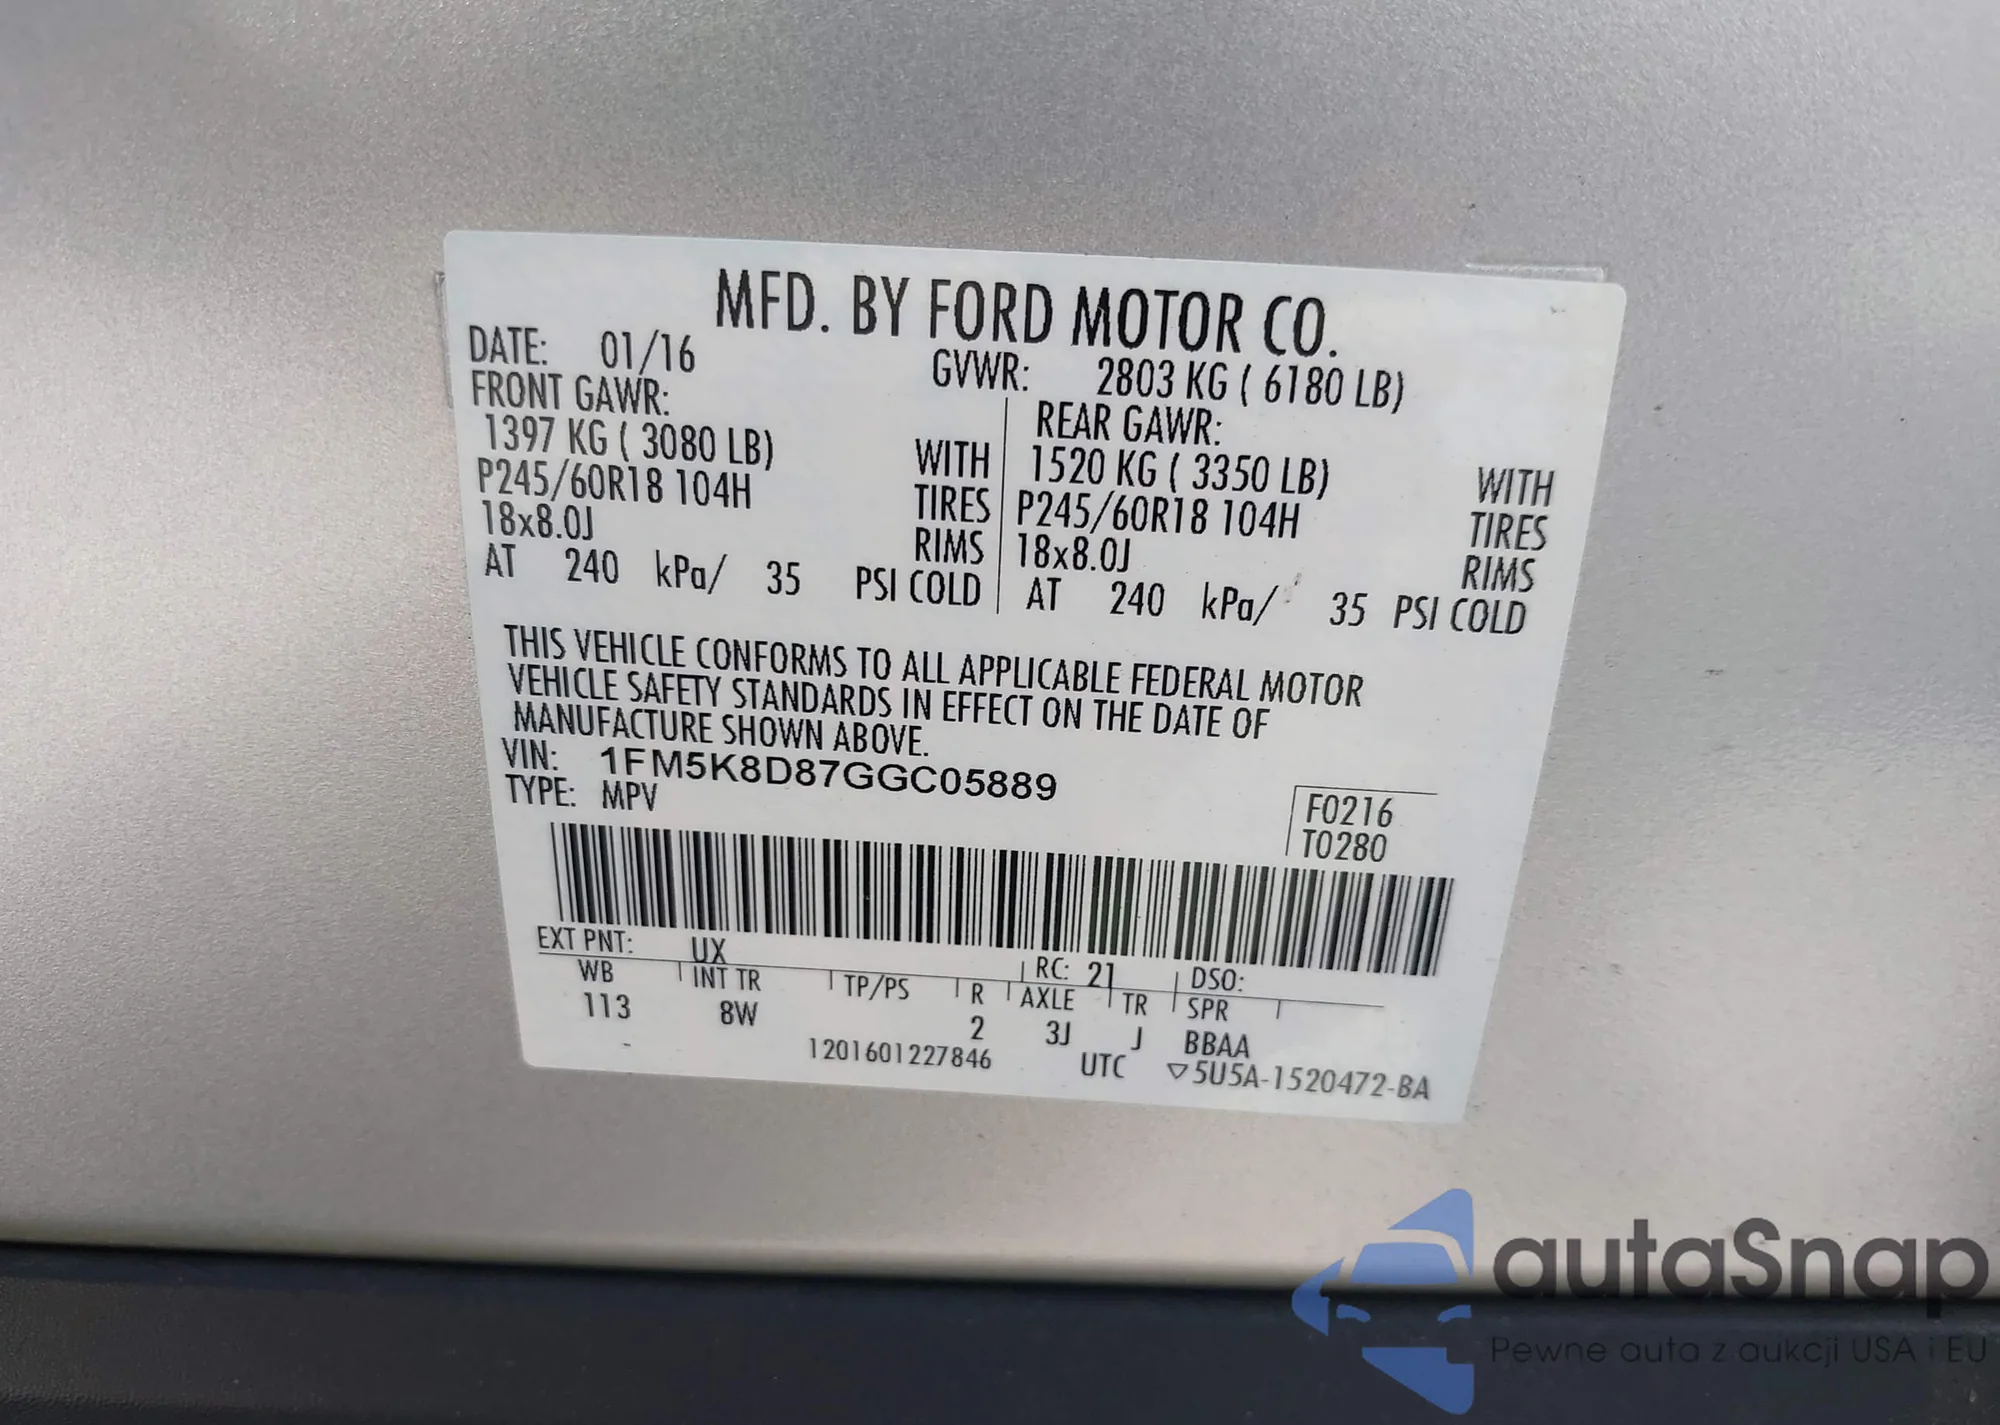 MFD. BY FORD MOTOR CO.
DATE: 01/16 GVWR: 2803 KG ( 6180 LB)
FRONT GAWR: REAR GAWR:
1397 KG ( 3080 LB) WITH 1520 KG ( 3350 LB) WITH
P245/60R18 104H TIRES P245/60R18 104H TIRES
18x8.0J RIMS 18x8.0J RIMS
AT 240 kPa/ 35 PSI COLD AT 240 kPa/ 35 PSI COLD
THIS VEHICLE CONFORMS TO ALL APPLICABLE FEDERAL MOTOR
VEHICLE SAFETY STANDARDS IN EFFECT ON THE DATE OF
MANUFACTURE SHOWN ABOVE.
VIN: 1FM5K8D87GGC05889
TYPE: MPV F0216
T0280
EXT PNT: UX RC: 21 DSO:
WB INT TR TP/PS R AXLE TR SPR
113 8W 2 3J J BBAA
1201601227846 UTC ▽5U5A-1520472-BA
autaSnap
Pewne auta z aukcji USA i EU